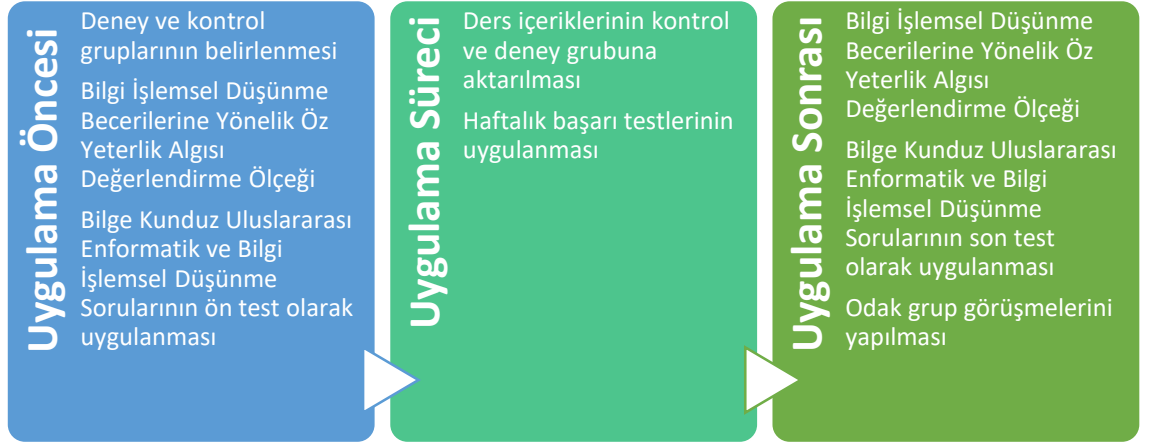 Uygulama Öncesi
Deney ve kontrol
gruplarının belirlenmesi
Bilgi İşlemsel Düşünme
Becerilerine Yönelik Öz
Yeterlik Algısı
Değerlendirme Ölçeği
Bilge Kunduz Uluslararası
Enformatik ve Bilgi
İşlemsel Düşünme
Sorularının ön test olarak
uygulanması
Uygulama Süreci
Ders içeriklerinin kontrol
ve deney grubuna
aktarılması
Haftalık başarı testlerinin
uygulanması
Uygulama Sonrası
Bilgi İşlemsel Düşünme
Becerilerine Yönelik Öz
Yeterlik Algısı
Değerlendirme Ölçeği
Bilge Kunduz Uluslararası
Enformatik ve Bilgi
İşlemsel Düşünme
Sorularının son test
olarak uygulanması
Odak grup görüşmelerini
yapılması